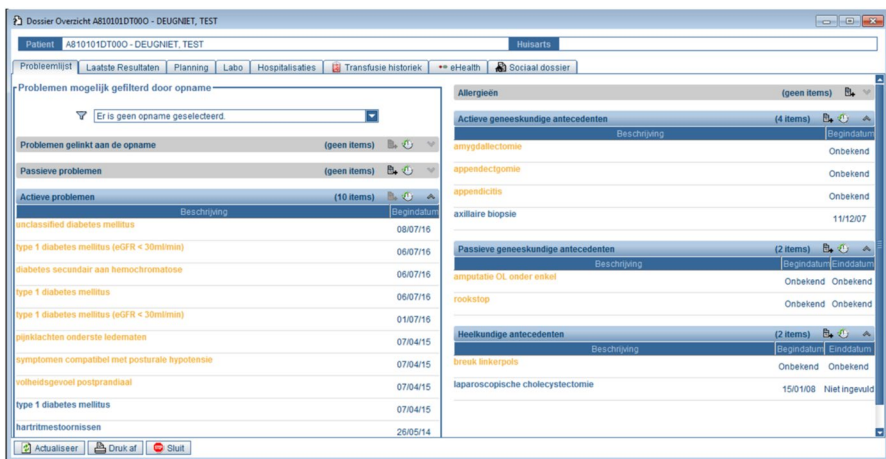 Dossier Overzicht A810101DT00O - DEUGNIET, TEST
Patient A810101DT00O - DEUGNIET, TEST Huisarts
Probleemlijst Laatste Resultaten Planning Labo Hospitalisaties Transfusie historiek eHealth Sociaal dossier
Problemen mogelijk gefilterd door opname
Er is geen opname geselecteerd.
Problemen gelinkt aan de opname (geen items)
Passieve problemen (geen items)
Actieve problemen (10 items)
Beschrijving Begindatum
unclassified diabetes mellitus 08/07/16
type 1 diabetes mellitus (eGFR < 30ml/min) 06/07/16
diabetes secundair aan hemochromatose 06/07/16
type 1 diabetes mellitus 06/07/16
type 1 diabetes mellitus (eGFR < 30ml/min) 01/07/16
pijnklachten onderste ledematen 07/04/15
symptomen compatibel met posturale hypotensie 07/04/15
volheidsgevoel postprandiaal 07/04/15
type 1 diabetes mellitus 07/04/15
hartritmestoornissen 26/05/14
Allergieën (geen items)
Actieve geneeskundige antecedenten (4 items)
Beschrijving Begindatum
amygdallectomie Onbekend
appendectgomie Onbekend
appendicitis Onbekend
axillaire biopsie 11/12/07
Passieve geneeskundige antecedenten (2 items)
Beschrijving Begindatum Einddatum
amputatie OL onder enkel Onbekend Onbekend
rookstop Onbekend Onbekend
Heelkundige antecedenten (2 items)
Beschrijving Begindatum Einddatum
breuk linkerpols Onbekend Onbekend
laparoscopische cholecystectomie 15/01/08 Niet ingevuld
Actualiseer Druk af Sluit